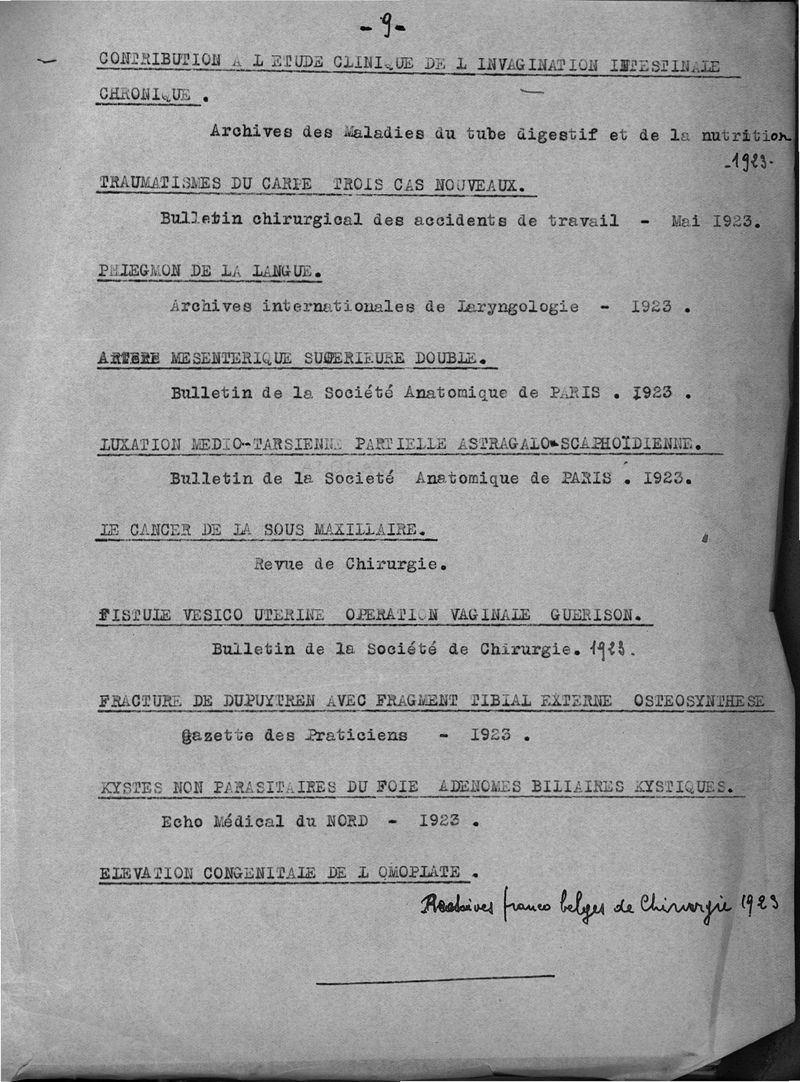 - 9 -
CONTRIBUTION A L ETUDE CLINIQUE DE L INVAGINATION INTESTINALE
CHRONIQUE .
Archives des Maladies du tube digestif et de la nutrition
-1923-
TRAUMATISMES DU CARPE TROIS CAS NOUVEAUX.
Bulletin chirurgical des accidents de travail - Mai 1923.
PHLEGMON DE LA LANGUE.
Archives internationales de Laryngologie - 1923 .
ARTERE MESENTERIQUE SUPERIEURE DOUBLE.
Bulletin de la Société Anatomique de PARIS . 1923 .
LUXATION MEDIO-TARSIENNE PARTIELLE ASTRAGALO-SCAPHOÏDIENNE.
Bulletin de la Societé Anatomique de PARIS . 1923.
LE CANCER DE LA SOUS MAXILLAIRE.
Revue de Chirurgie.
FISTULE VESICO UTERINE OPERATION VAGINALE GUERISON.
Bulletin de la Société de Chirurgie. 1923.
FRACTURE DE DUPUYTREN AVEC FRAGMENT TIBIAL EXTERNE OSTEOSYNTHESE
gazette des Praticiens - 1923 .
KYSTES NON PARASITAIRES DU FOIE ADENOMES BILIAIRES KYSTIQUES.
Echo Médical du NORD - 1923 .
ELEVATION CONGENITALE DE L OMOPLATE .
Archives franco belges de Chirurgie 1923